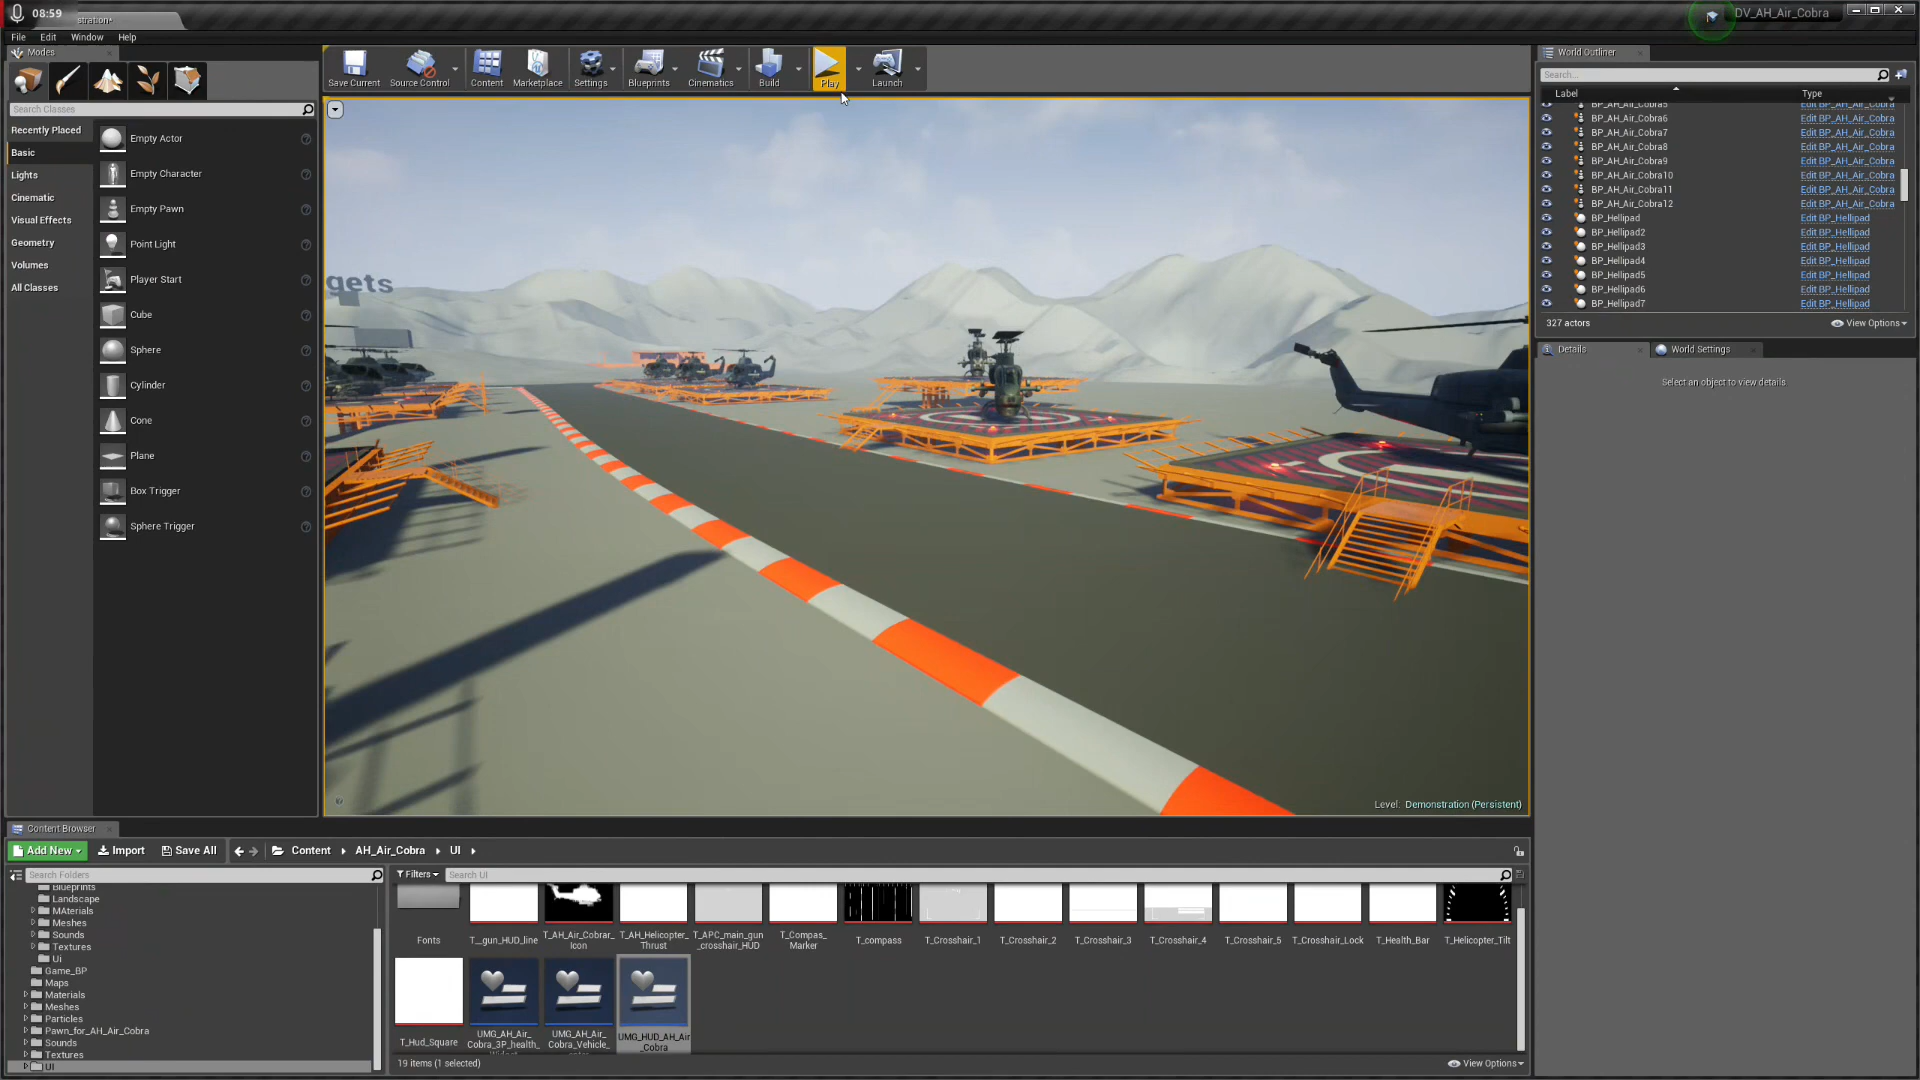 08:59
stration*
DV_AH_Air_Cobra
File Edit Window Help
Modes
Save Current
Source Control
Content
Marketplace
Settings
Blueprints
Cinematics
Build
Play
Launch
Search Classes
Recently Placed
Basic
Lights
Cinematic
Visual Effects
Geometry
Volumes
All Classes
Empty Actor
Empty Character
Empty Pawn
Point Light
Player Start
Cube
Sphere
Cylinder
Cone
Plane
Box Trigger
Sphere Trigger
gets
Level: Demonstration (Persistent)
World Outliner
Search...
Label Type
BP_AH_Air_Cobra5 Edit BP_AH_Air_Cobra
BP_AH_Air_Cobra6 Edit BP_AH_Air_Cobra
BP_AH_Air_Cobra7 Edit BP_AH_Air_Cobra
BP_AH_Air_Cobra8 Edit BP_AH_Air_Cobra
BP_AH_Air_Cobra9 Edit BP_AH_Air_Cobra
BP_AH_Air_Cobra10 Edit BP_AH_Air_Cobra
BP_AH_Air_Cobra11 Edit BP_AH_Air_Cobra
BP_AH_Air_Cobra12 Edit BP_AH_Air_Cobra
BP_Hellipad Edit BP_Hellipad
BP_Hellipad2 Edit BP_Hellipad
BP_Hellipad3 Edit BP_Hellipad
BP_Hellipad4 Edit BP_Hellipad
BP_Hellipad5 Edit BP_Hellipad
BP_Hellipad6 Edit BP_Hellipad
BP_Hellipad7 Edit BP_Hellipad
327 actors
View Options
Details
World Settings
Select an object to view details
Content Browser
Add New
Import
Save All
Content
AH_Air_Cobra
UI
Search Folders
Filters
Search UI
Blueprints
Landscape
MAterials
Meshes
Sounds
Textures
Ui
Game_BP
Maps
Materials
Meshes
Particles
Pawn_for_AH_Air_Cobra
Sounds
Textures
UI
Fonts
T__gun_HUD_line
T_AH_Air_Cobrar_
Icon
T_AH_Helicopter_
Thrust
T_APC_main_gun
_crosshair_HUD
T_Compas_
Marker
T_compass
T_Crosshair_1
T_Crosshair_2
T_Crosshair_3
T_Crosshair_4
T_Crosshair_5
T_Crosshair_Lock
T_Health_Bar
T_Helicopter_Tilt
T_Hud_Square
UMG_AH_Air_
Cobra_3P_health_
UMG_AH_Air_
Cobra_Vehicle_
UMG_HUD_AH_Air
_Cobra
19 items (1 selected)
View Options